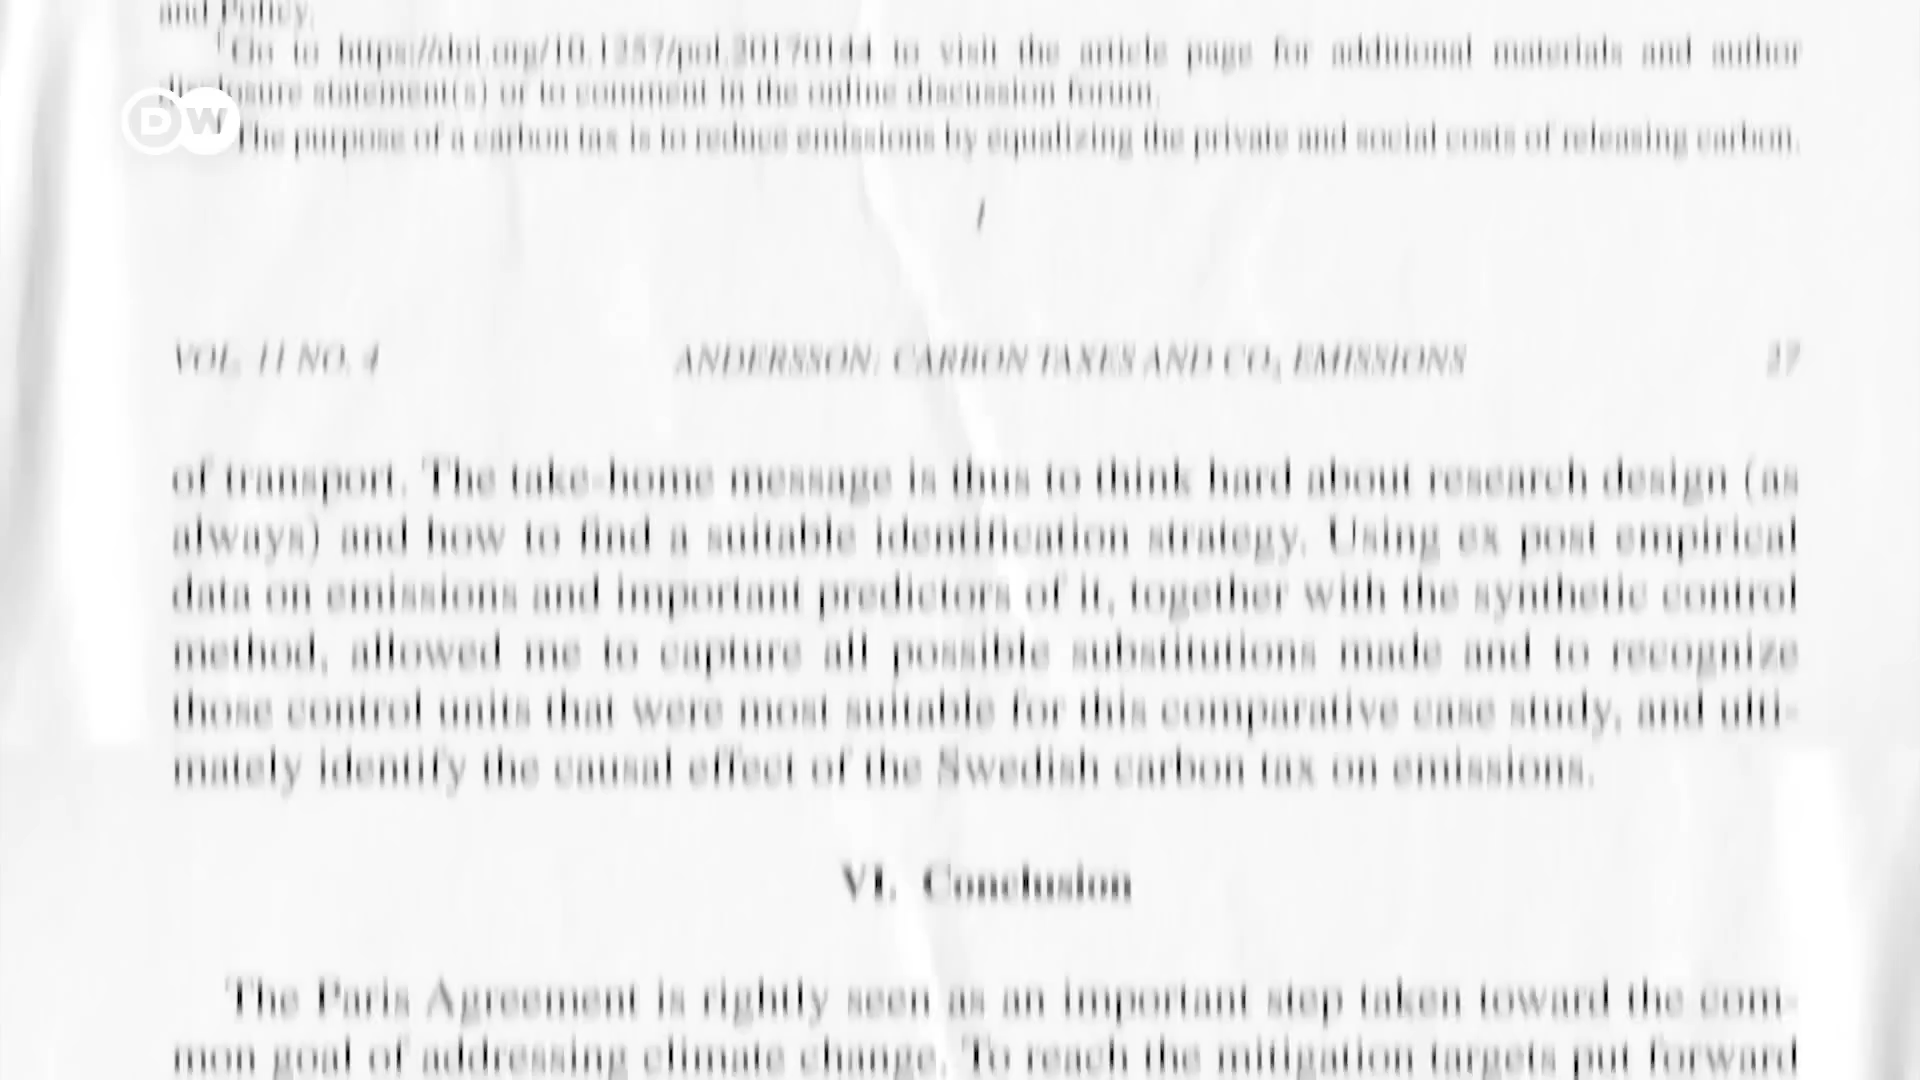 and Policy.
†Go to https://doi.org/10.1257/pol.20170144 to visit the article page for additional materials and author
disclosure statement(s) or to comment in the online discussion forum.
DW
The purpose of a carbon tax is to reduce emissions by equalizing the private and social costs of releasing carbon.
1
VOL. 11 NO. 4 ANDERSSON: CARBON TAXES AND CO₂ EMISSIONS 27
of transport. The take-home message is thus to think hard about research design (as
always) and how to find a suitable identification strategy. Using ex post empirical
data on emissions and important predictors of it, together with the synthetic control
method, allowed me to capture all possible substitutions made and to recognize
those control units that were most suitable for this comparative case study, and ulti-
mately identify the causal effect of the Swedish carbon tax on emissions.
VI. Conclusion
The Paris Agreement is rightly seen as an important step taken toward the com-
mon goal of addressing climate change. To reach the mitigation targets put forward